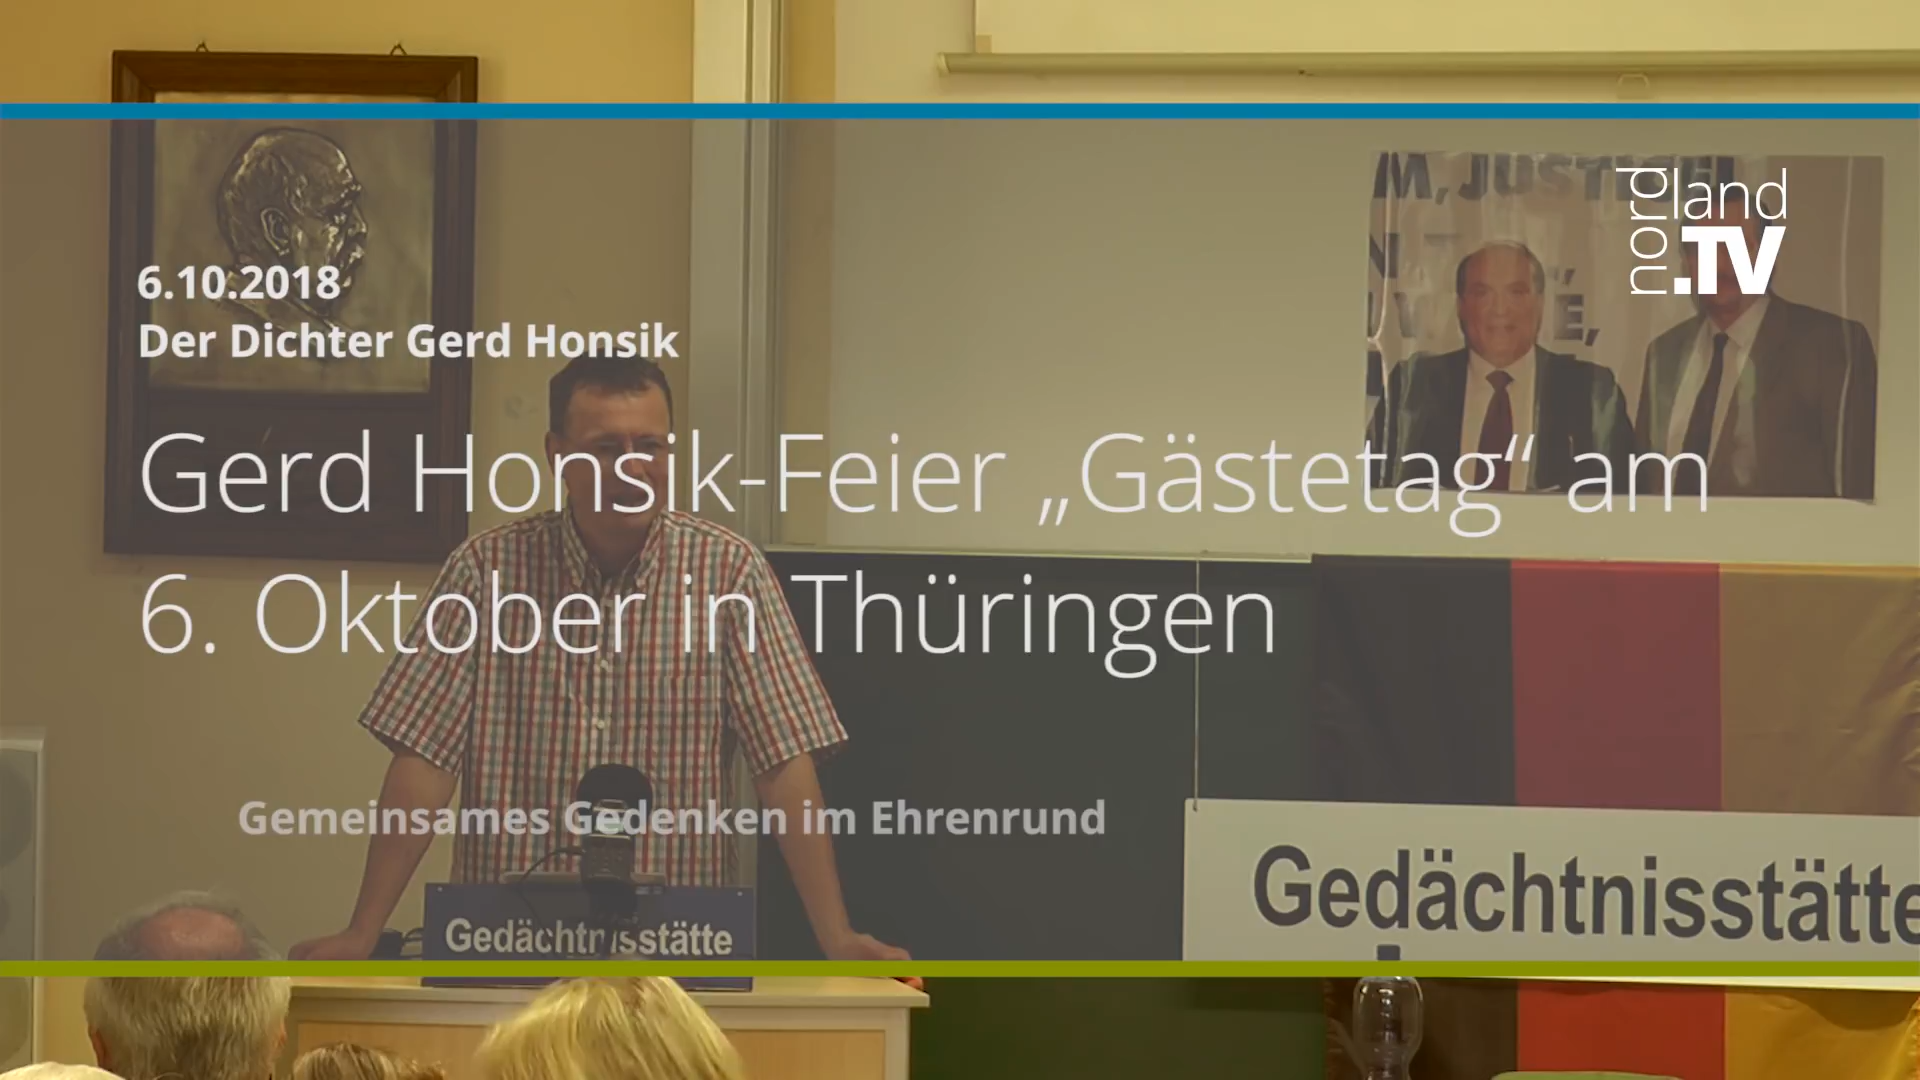 M, JUSTI
nord
land
.TV
6.10.2018
Der Dichter Gerd Honsik
Gerd Honsik-Feier „Gästetag“ am
6. Oktober in Thüringen
Gemeinsames Gedenken im Ehrenrund
Gedächtnisstätte
Gedächtnisstätte